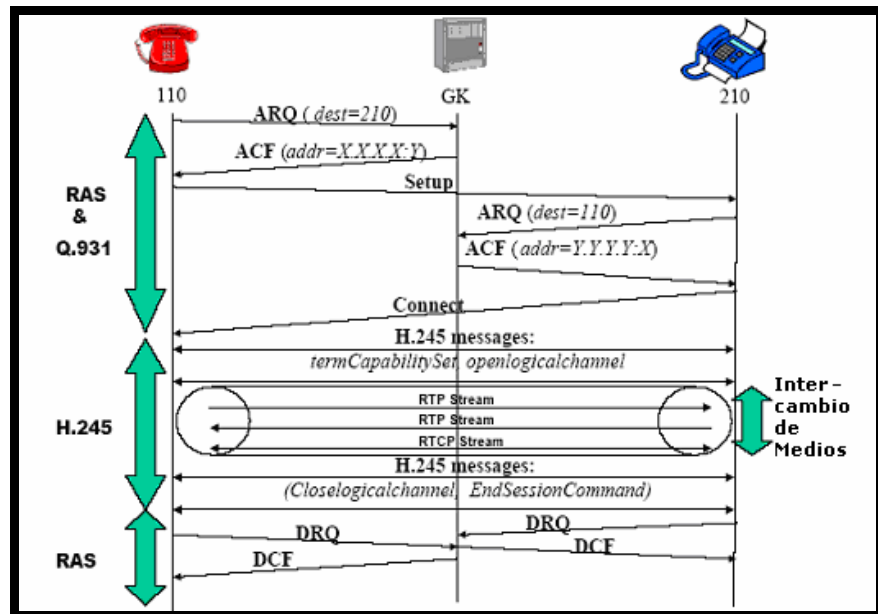 110 GK 210
ARQ ( dest=210)
ACF (addr=X.X.X.X:Y)
Setup
RAS
&
Q.931
ARQ (dest=110)
ACF (addr=Y.Y.Y.Y:X)
Connect
H.245 messages:
termCapabilitySet, openlogicalchannel
H.245
RTP Stream
RTP Stream
RTCP Stream
Inter-
cambio
de
Medios
H.245 messages:
(Closelogicalchannel, EndSessionCommand)
RAS
DRQ DRQ
DCF DCF